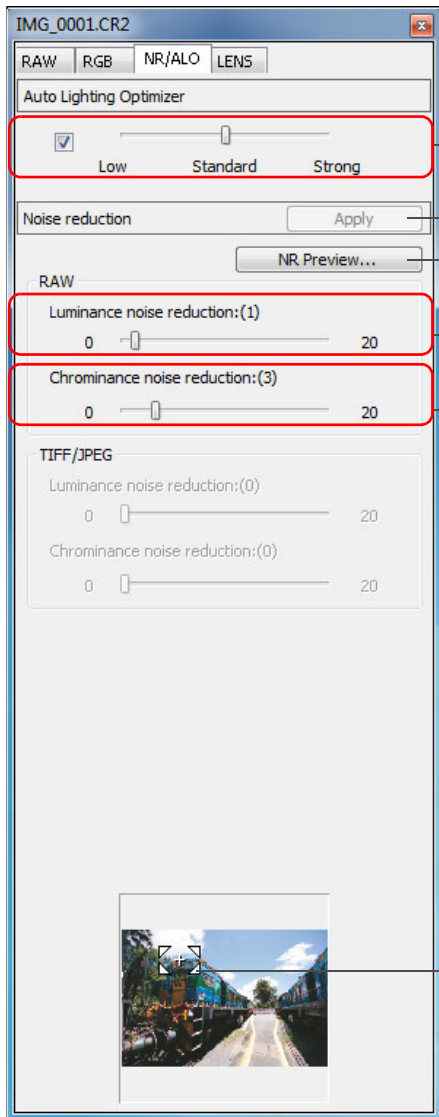 IMG_0001.CR2
RAW RGB NR/ALO LENS
Auto Lighting Optimizer
Low Standard Strong
Noise reduction Apply
NR Preview...
RAW
Luminance noise reduction:(1)
0 20
Chrominance noise reduction:(3)
0 20
TIFF/JPEG
Luminance noise reduction:(0)
0 20
Chrominance noise reduction:(0)
0 20